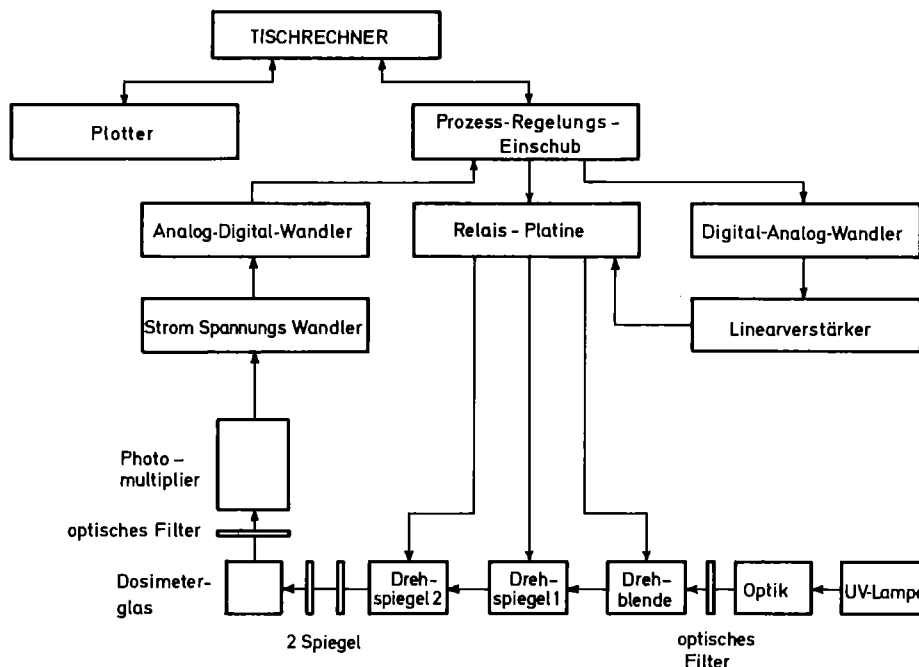 TISCHRECHNER
Plotter
Prozess-Regelungs-
Einschub
Analog-Digital-Wandler
Relais-Platine
Digital-Analog-Wandler
Strom Spannungs Wandler
Linearverstärker
Photo-
multiplier
optisches Filter
Dosimeter-
glas
2 Spiegel
Dreh-
spiegel 2
Dreh-
spiegel 1
Dreh-
blende
optisches
Filter
Optik
UV-Lampe